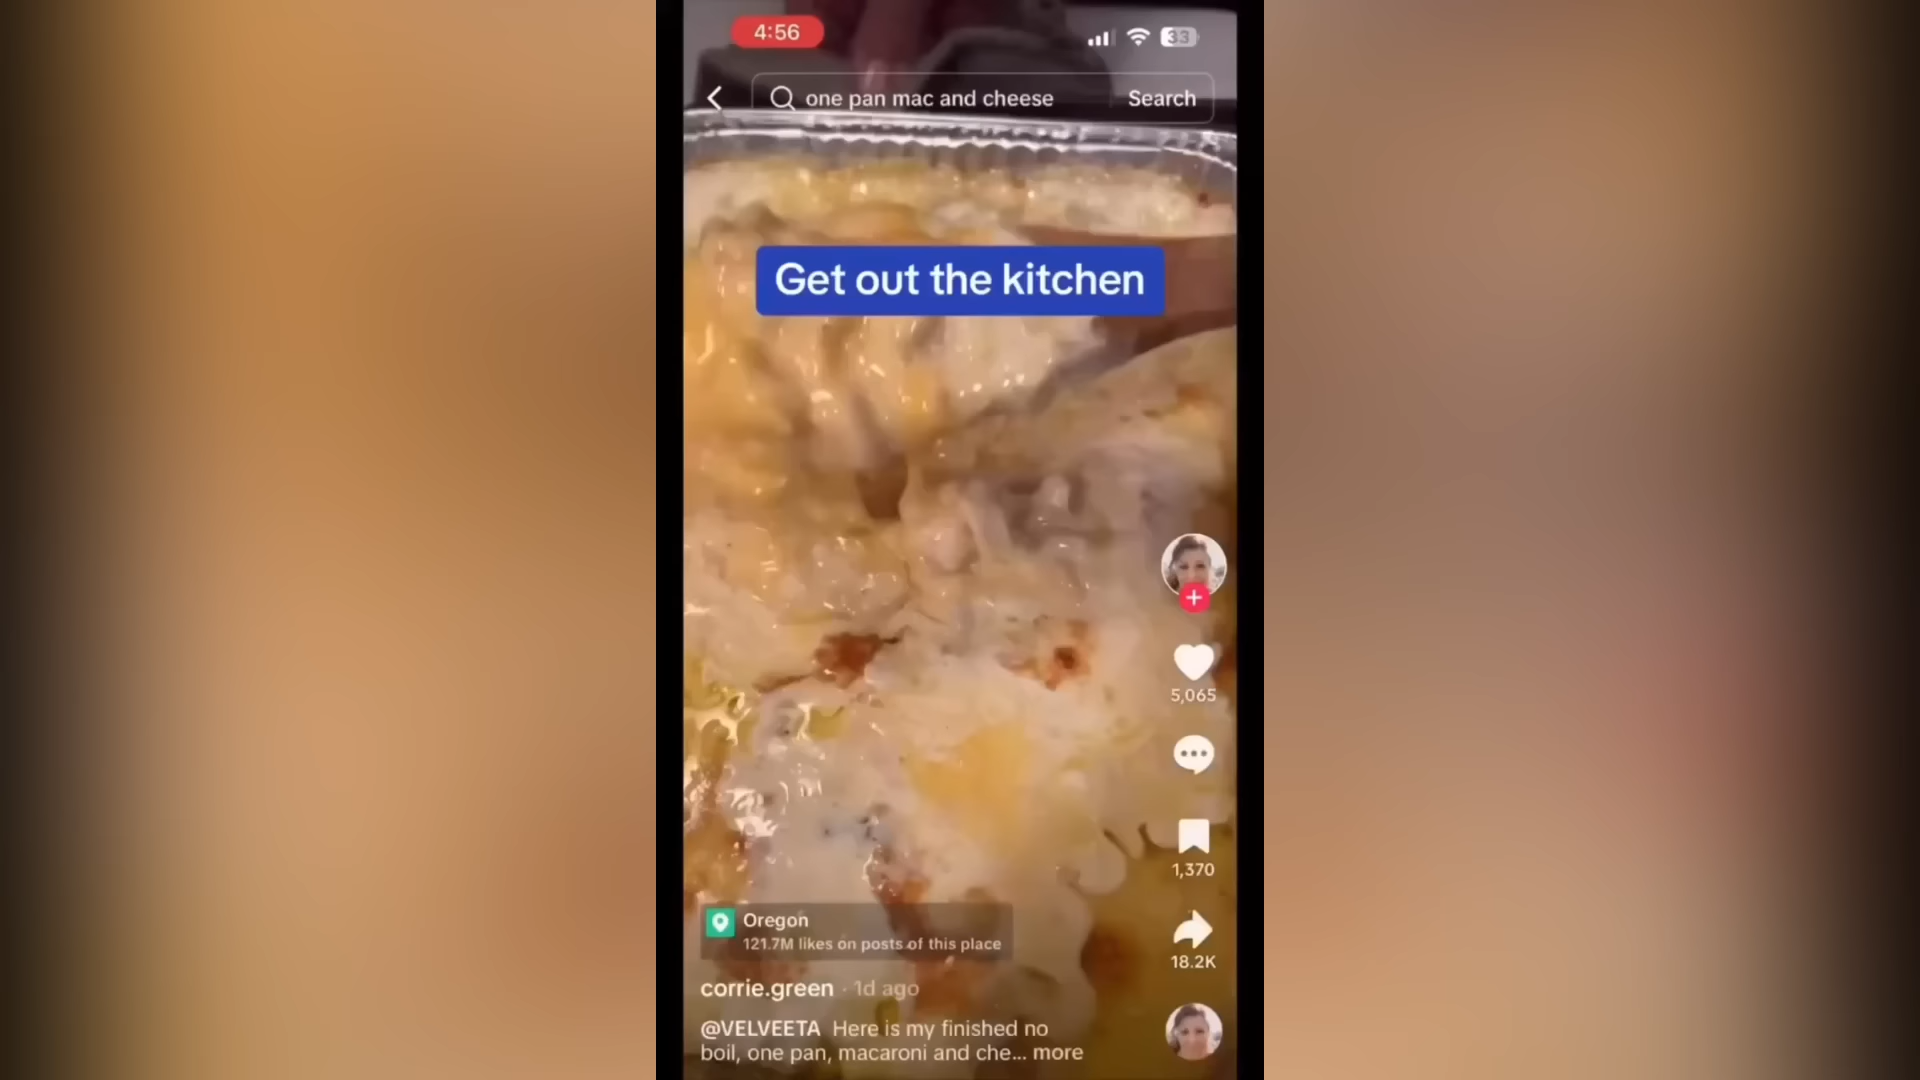 4:56
33
one pan mac and cheese
Search
Get out the kitchen
5,065
1,370
18.2K
Oregon
121.7M likes on posts of this place
corrie.green · 1d ago
@VELVEETA Here is my finished no
boil, one pan, macaroni and che... more